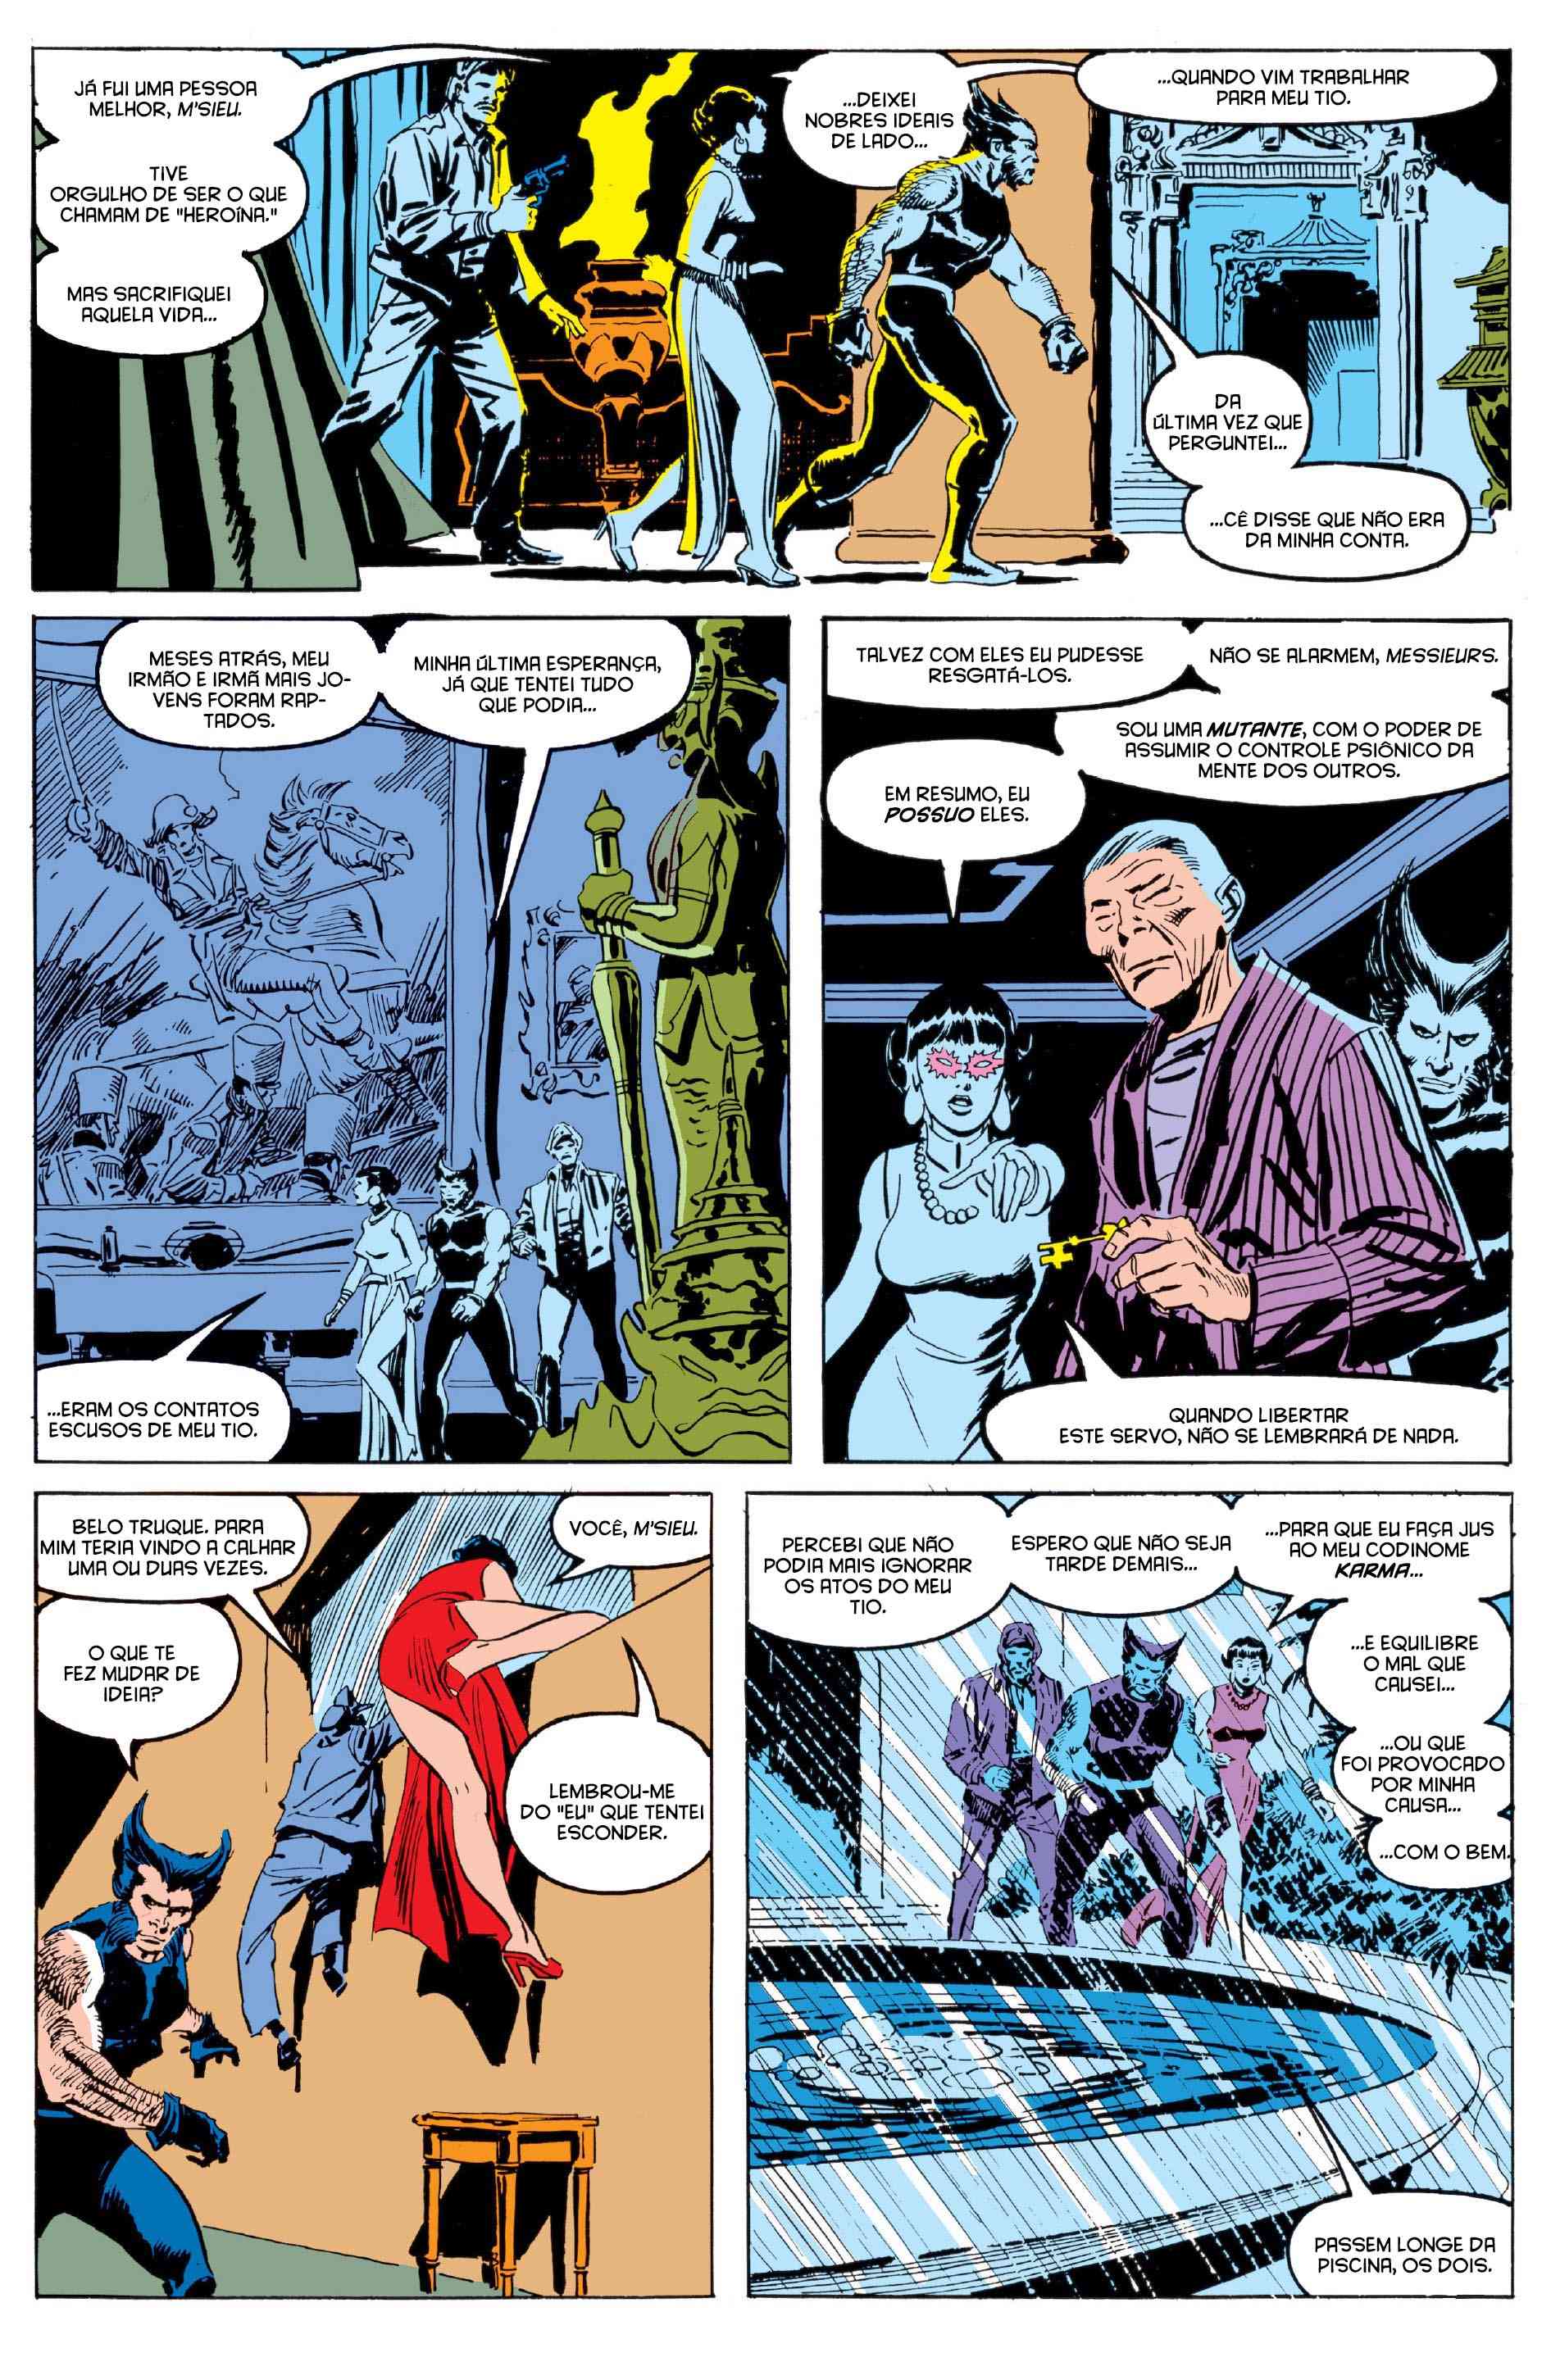 JÁ FUI UMA PESSOA
MELHOR, M'SIEU.
TIVE
ORGULHO DE SER O QUE
CHAMAM DE "HEROÍNA."
MAS SACRIFIQUEI
AQUELA VIDA...
...DEIXEI
NOBRES IDEAIS
DE LADO...
...QUANDO VIM TRABALHAR
PARA MEU TIO.
DA
ÚLTIMA VEZ QUE
PERGUNTEI...
...CÊ DISSE QUE NÃO ERA
DA MINHA CONTA.
MESES ATRÁS, MEU
IRMÃO E IRMÃ MAIS JO-
VENS FORAM RAP-
TADOS.
MINHA ÚLTIMA ESPERANÇA,
JÁ QUE TENTEI TUDO
QUE PODIA...
...ERAM OS CONTATOS
ESCUSOS DE MEU TIO.
TALVEZ COM ELES EU PUDESSE
RESGATÁ-LOS.
NÃO SE ALARMEM, MESSIEURS.
SOU UMA MUTANTE, COM O PODER DE
ASSUMIR O CONTROLE PSIÔNICO DA
MENTE DOS OUTROS.
EM RESUMO, EU
POSSUO ELES.
QUANDO LIBERTAR
ESTE SERVO, NÃO SE LEMBRARÁ DE NADA.
BELO TRUQUE. PARA
MIM TERIA VINDO A CALHAR
UMA OU DUAS VEZES.
O QUE TE
FEZ MUDAR DE
IDEIA?
VOCÊ, M'SIEU.
LEMBROU-ME
DO "EU" QUE TENTEI
ESCONDER.
PERCEBI QUE NÃO
PODIA MAIS IGNORAR
OS ATOS DO MEU
TIO.
ESPERO QUE NÃO SEJA
TARDE DEMAIS...
...PARA QUE EU FAÇA JUS
AO MEU CODINOME
KARMA...
...E EQUILIBRE
O MAL QUE
CAUSEI...
...OU QUE
FOI PROVOCADO
POR MINHA
CAUSA...
...COM O BEM.
PASSEM LONGE DA
PISCINA, OS DOIS.